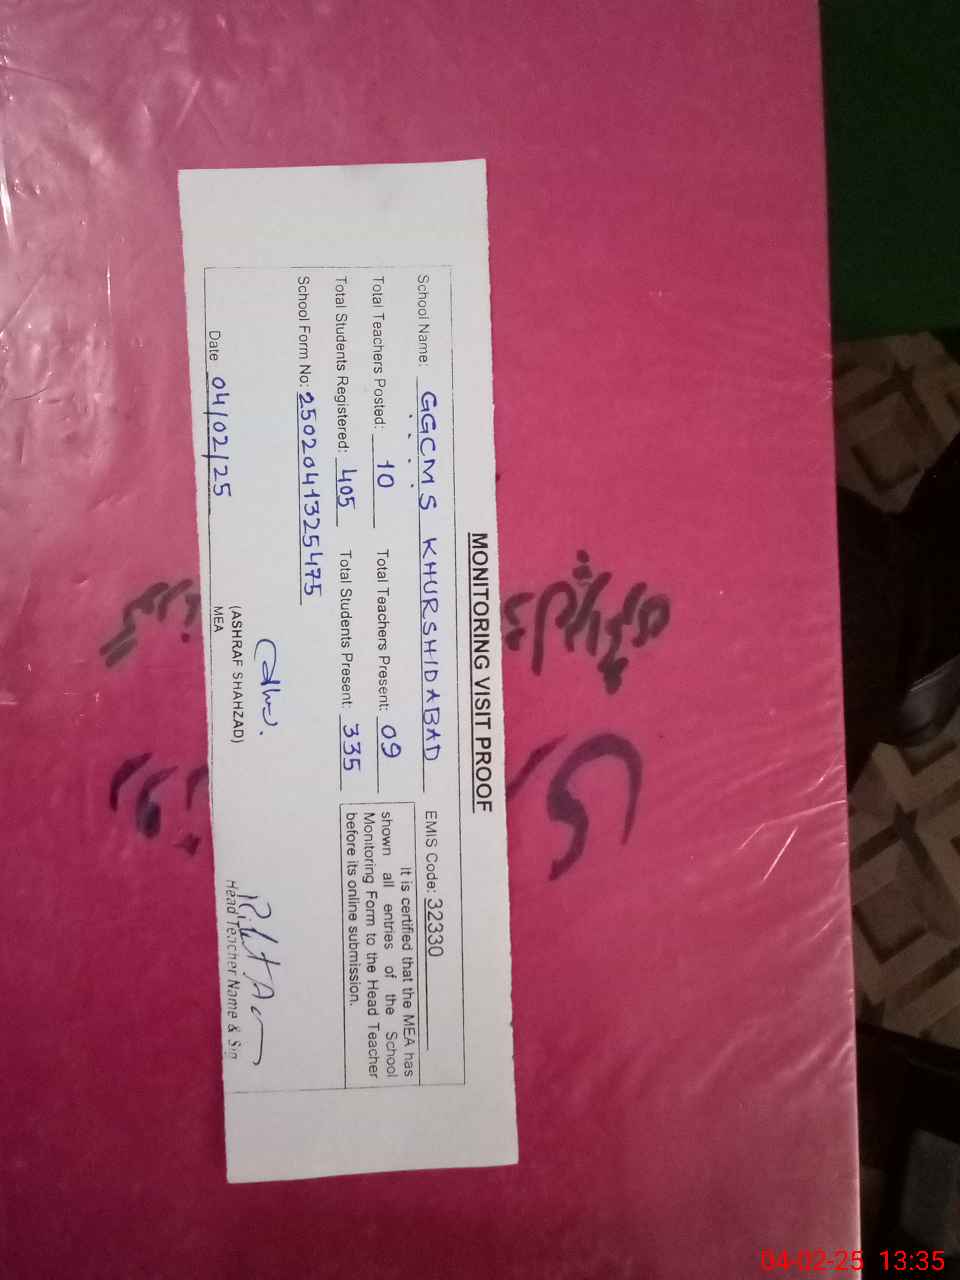 MONITORING VISIT PROOF
School Name: GGCMS KHURSHIDABAD EMIS Code: 32330
Total Teachers Posted: 10 Total Teachers Present: 09
Total Students Registered: 405 Total Students Present: 335
School Form No: 2502041325475
It is certified that the MEA has
shown all entries of the School
Monitoring Form to the Head Teacher
before its online submission.
(ASHRAF SHAHZAD)
Date 04/02/25 MEA Head Teacher Name & Sig
04-02-25 13:35